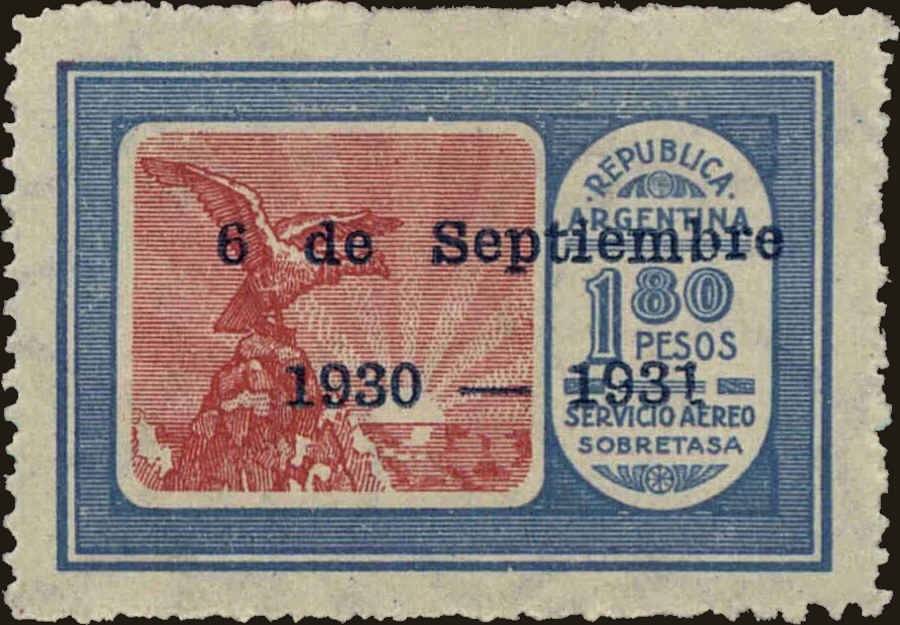 REPUBLICA
ARGENTINA
1 80
PESOS
SERVICIO AEREO
SOBRETASA
6 de Septiembre
1930 — 1931